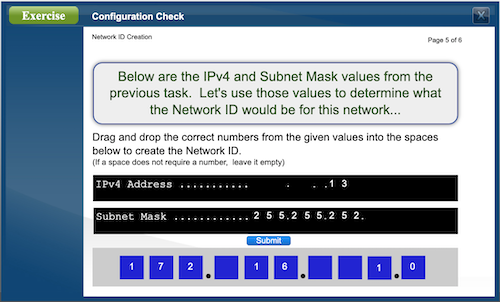 Exercise Configuration Check X
Network ID Creation
Page 5 of 6
Below are the IPv4 and Subnet Mask values from the
previous task. Let's use those values to determine what
the Network ID would be for this network...
Drag and drop the correct numbers from the given values into the spaces
below to create the Network ID.
(If a space does not require a number, leave it empty)
IPv4 Address ........... . . .1 3
Subnet Mask ............ 2 5 5.2 5 5.2 5 2.
Submit
1 7 2 . 1 6 . 1 . 0